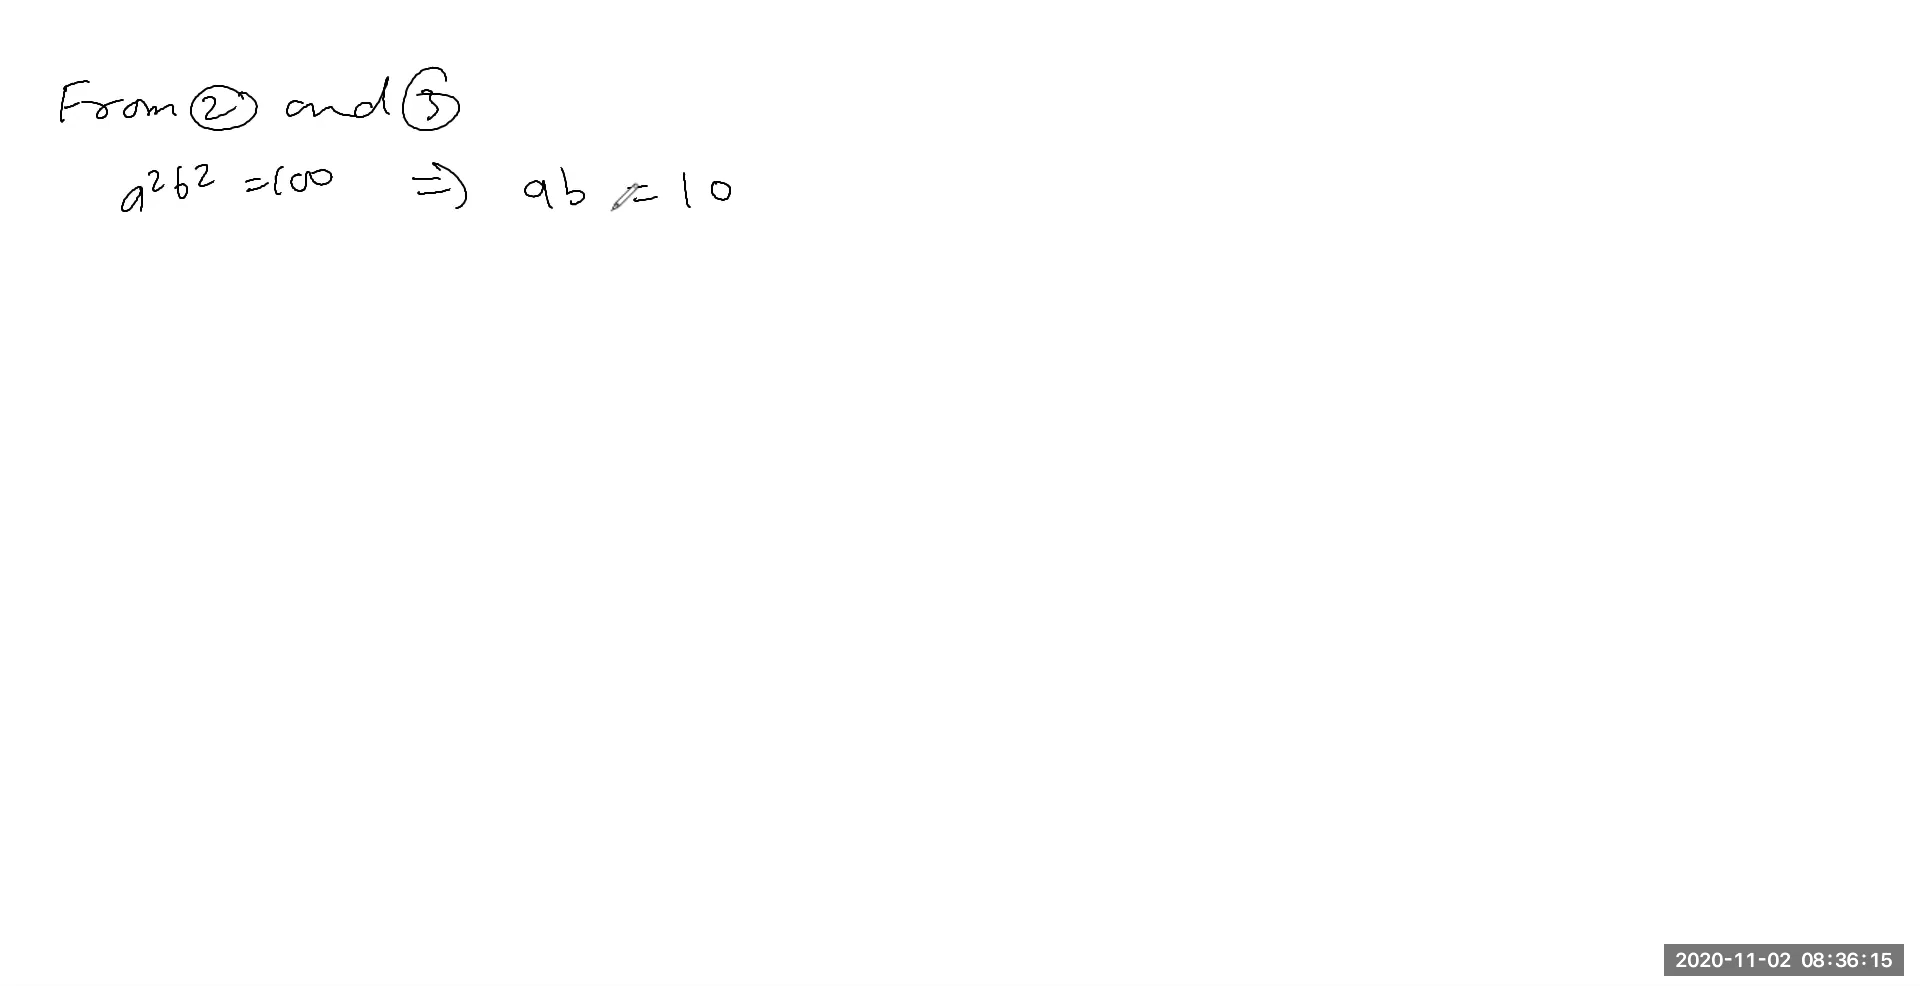 From ② and ③
a²b² = 100 ⇒ ab = 10
2020-11-02 08:36:15